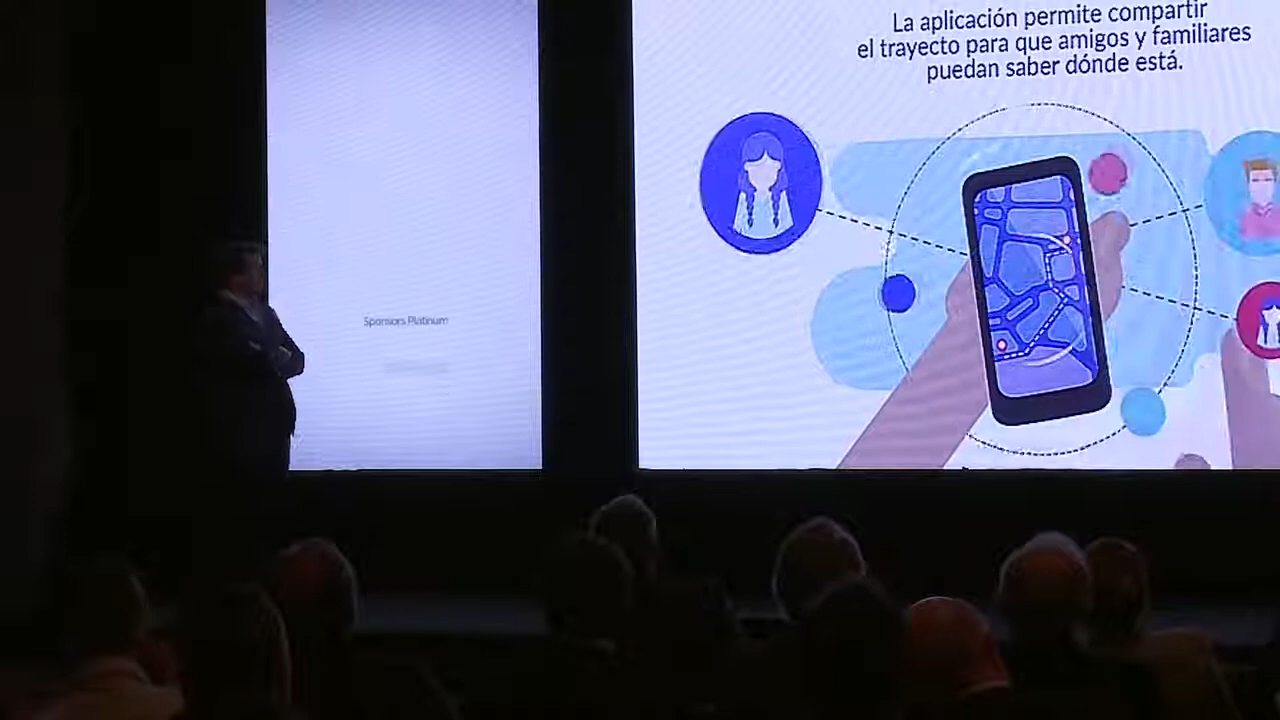 La aplicación permite compartir
el trayecto para que amigos y familiares
puedan saber dónde está.
Sponsors Platinum